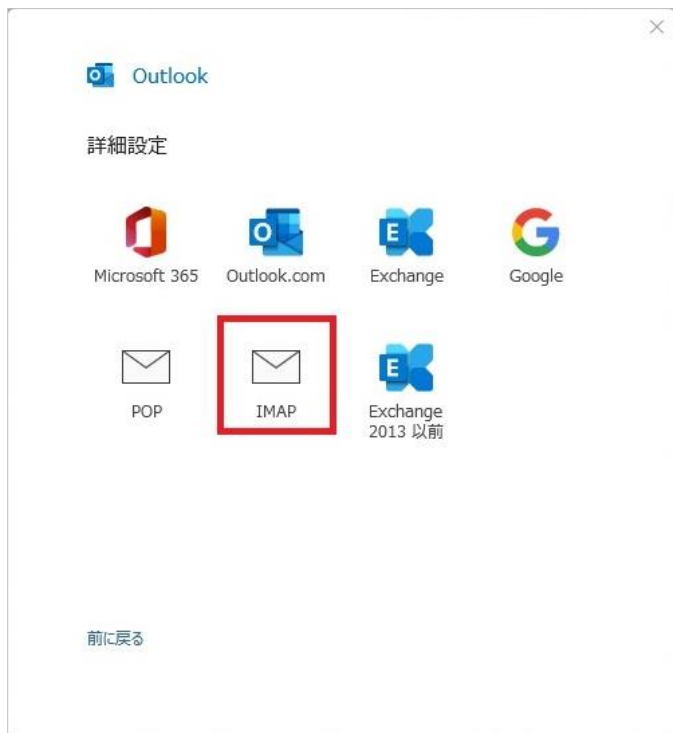 Outlook
詳細設定
Microsoft 365
Outlook.com
Exchange
Google
POP
IMAP
Exchange
2013 以前
前に戻る